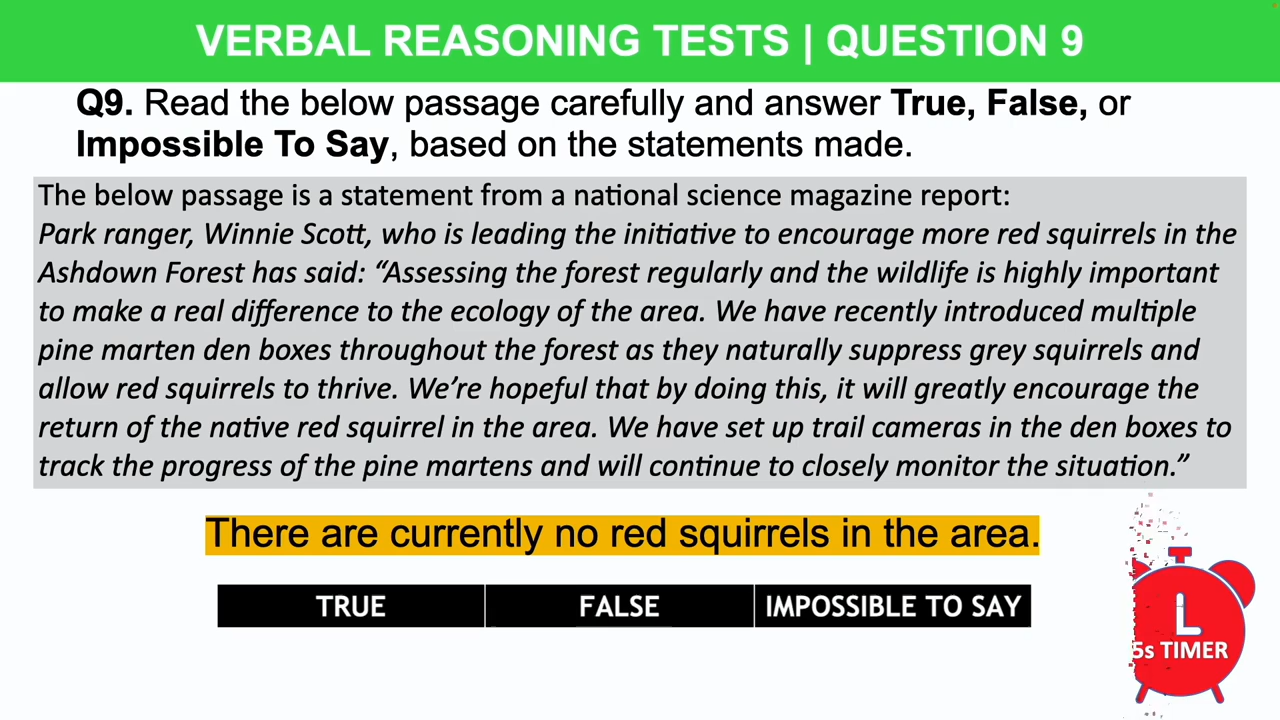 VERBAL REASONING TESTS | QUESTION 9
Q9. Read the below passage carefully and answer True, False, or
Impossible To Say, based on the statements made.
The below passage is a statement from a national science magazine report:
Park ranger, Winnie Scott, who is leading the initiative to encourage more red squirrels in the
Ashdown Forest has said: “Assessing the forest regularly and the wildlife is highly important
to make a real difference to the ecology of the area. We have recently introduced multiple
pine marten den boxes throughout the forest as they naturally suppress grey squirrels and
allow red squirrels to thrive. We’re hopeful that by doing this, it will greatly encourage the
return of the native red squirrel in the area. We have set up trail cameras in the den boxes to
track the progress of the pine martens and will continue to closely monitor the situation.”
There are currently no red squirrels in the area.
TRUE FALSE IMPOSSIBLE TO SAY
5s TIMER